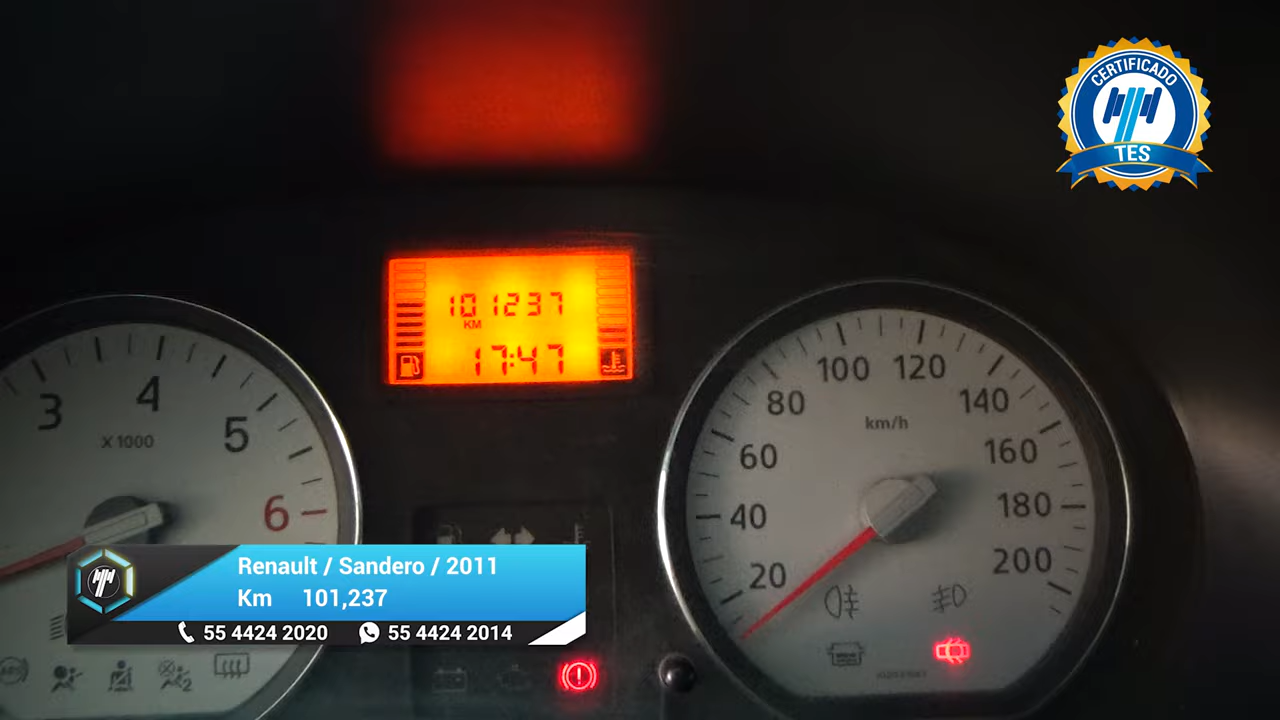 CERTIFICADO
TES
101237
KM
17:47
3
4
5
6
X 1000
20
40
60
80
100
120
140
160
180
200
km/h
Renault / Sandero / 2011
Km 101,237
55 4424 2020
55 4424 2014